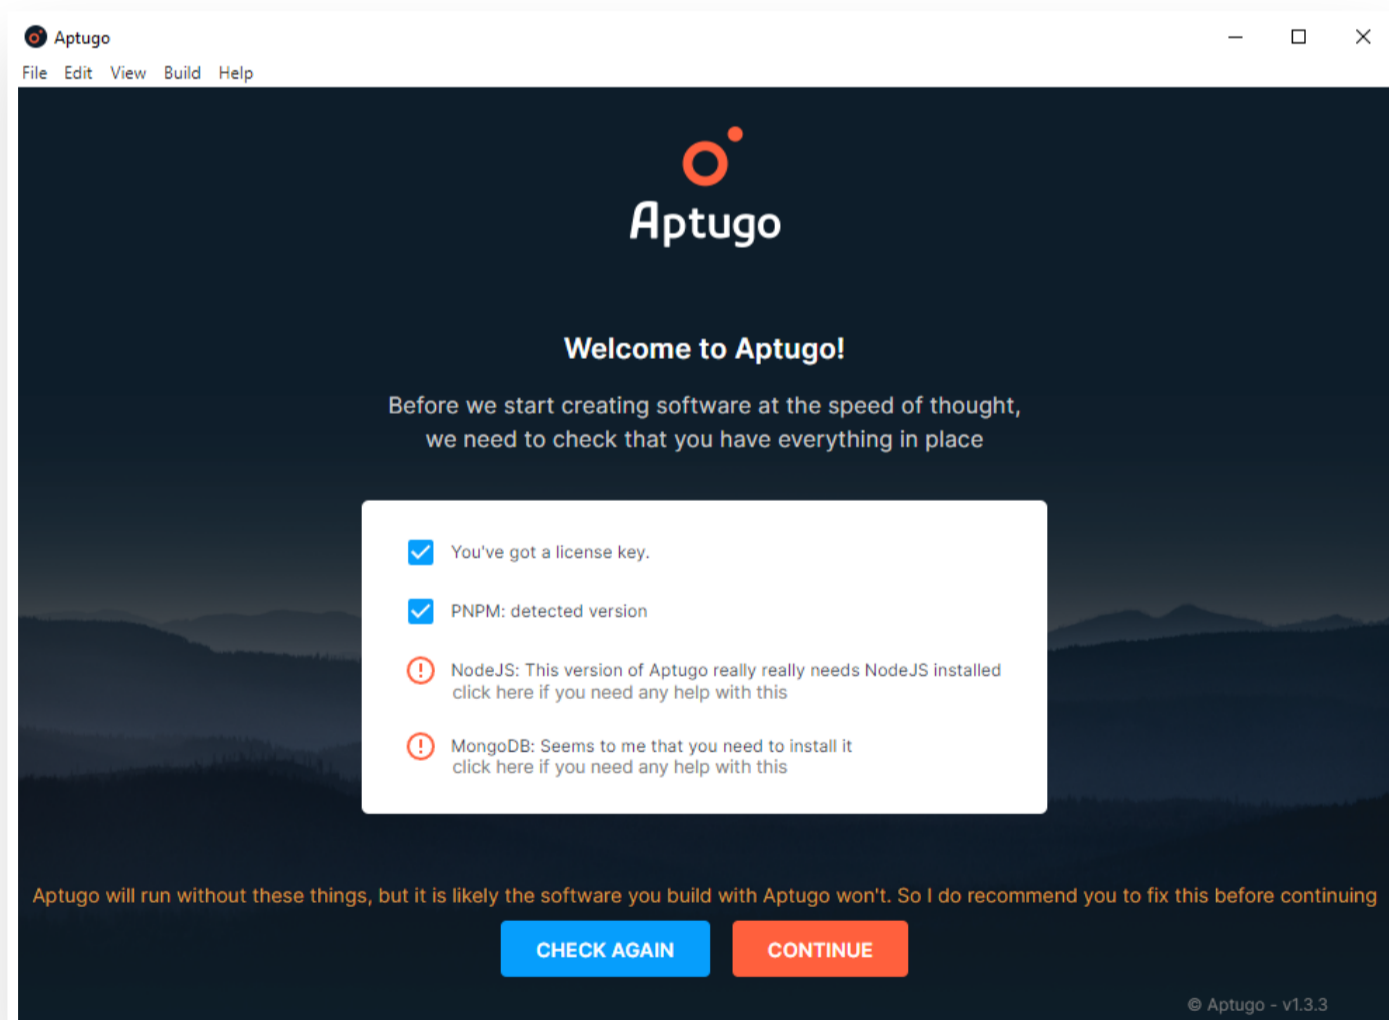 Aptugo
File Edit View Build Help
Aptugo
Welcome to Aptugo!
Before we start creating software at the speed of thought,
we need to check that you have everything in place
You've got a license key.
PNPM: detected version
NodeJS: This version of Aptugo really really needs NodeJS installed
click here if you need any help with this
MongoDB: Seems to me that you need to install it
click here if you need any help with this
Aptugo will run without these things, but it is likely the software you build with Aptugo won't. So I do recommend you to fix this before continuing
CHECK AGAIN CONTINUE
© Aptugo - v1.3.3